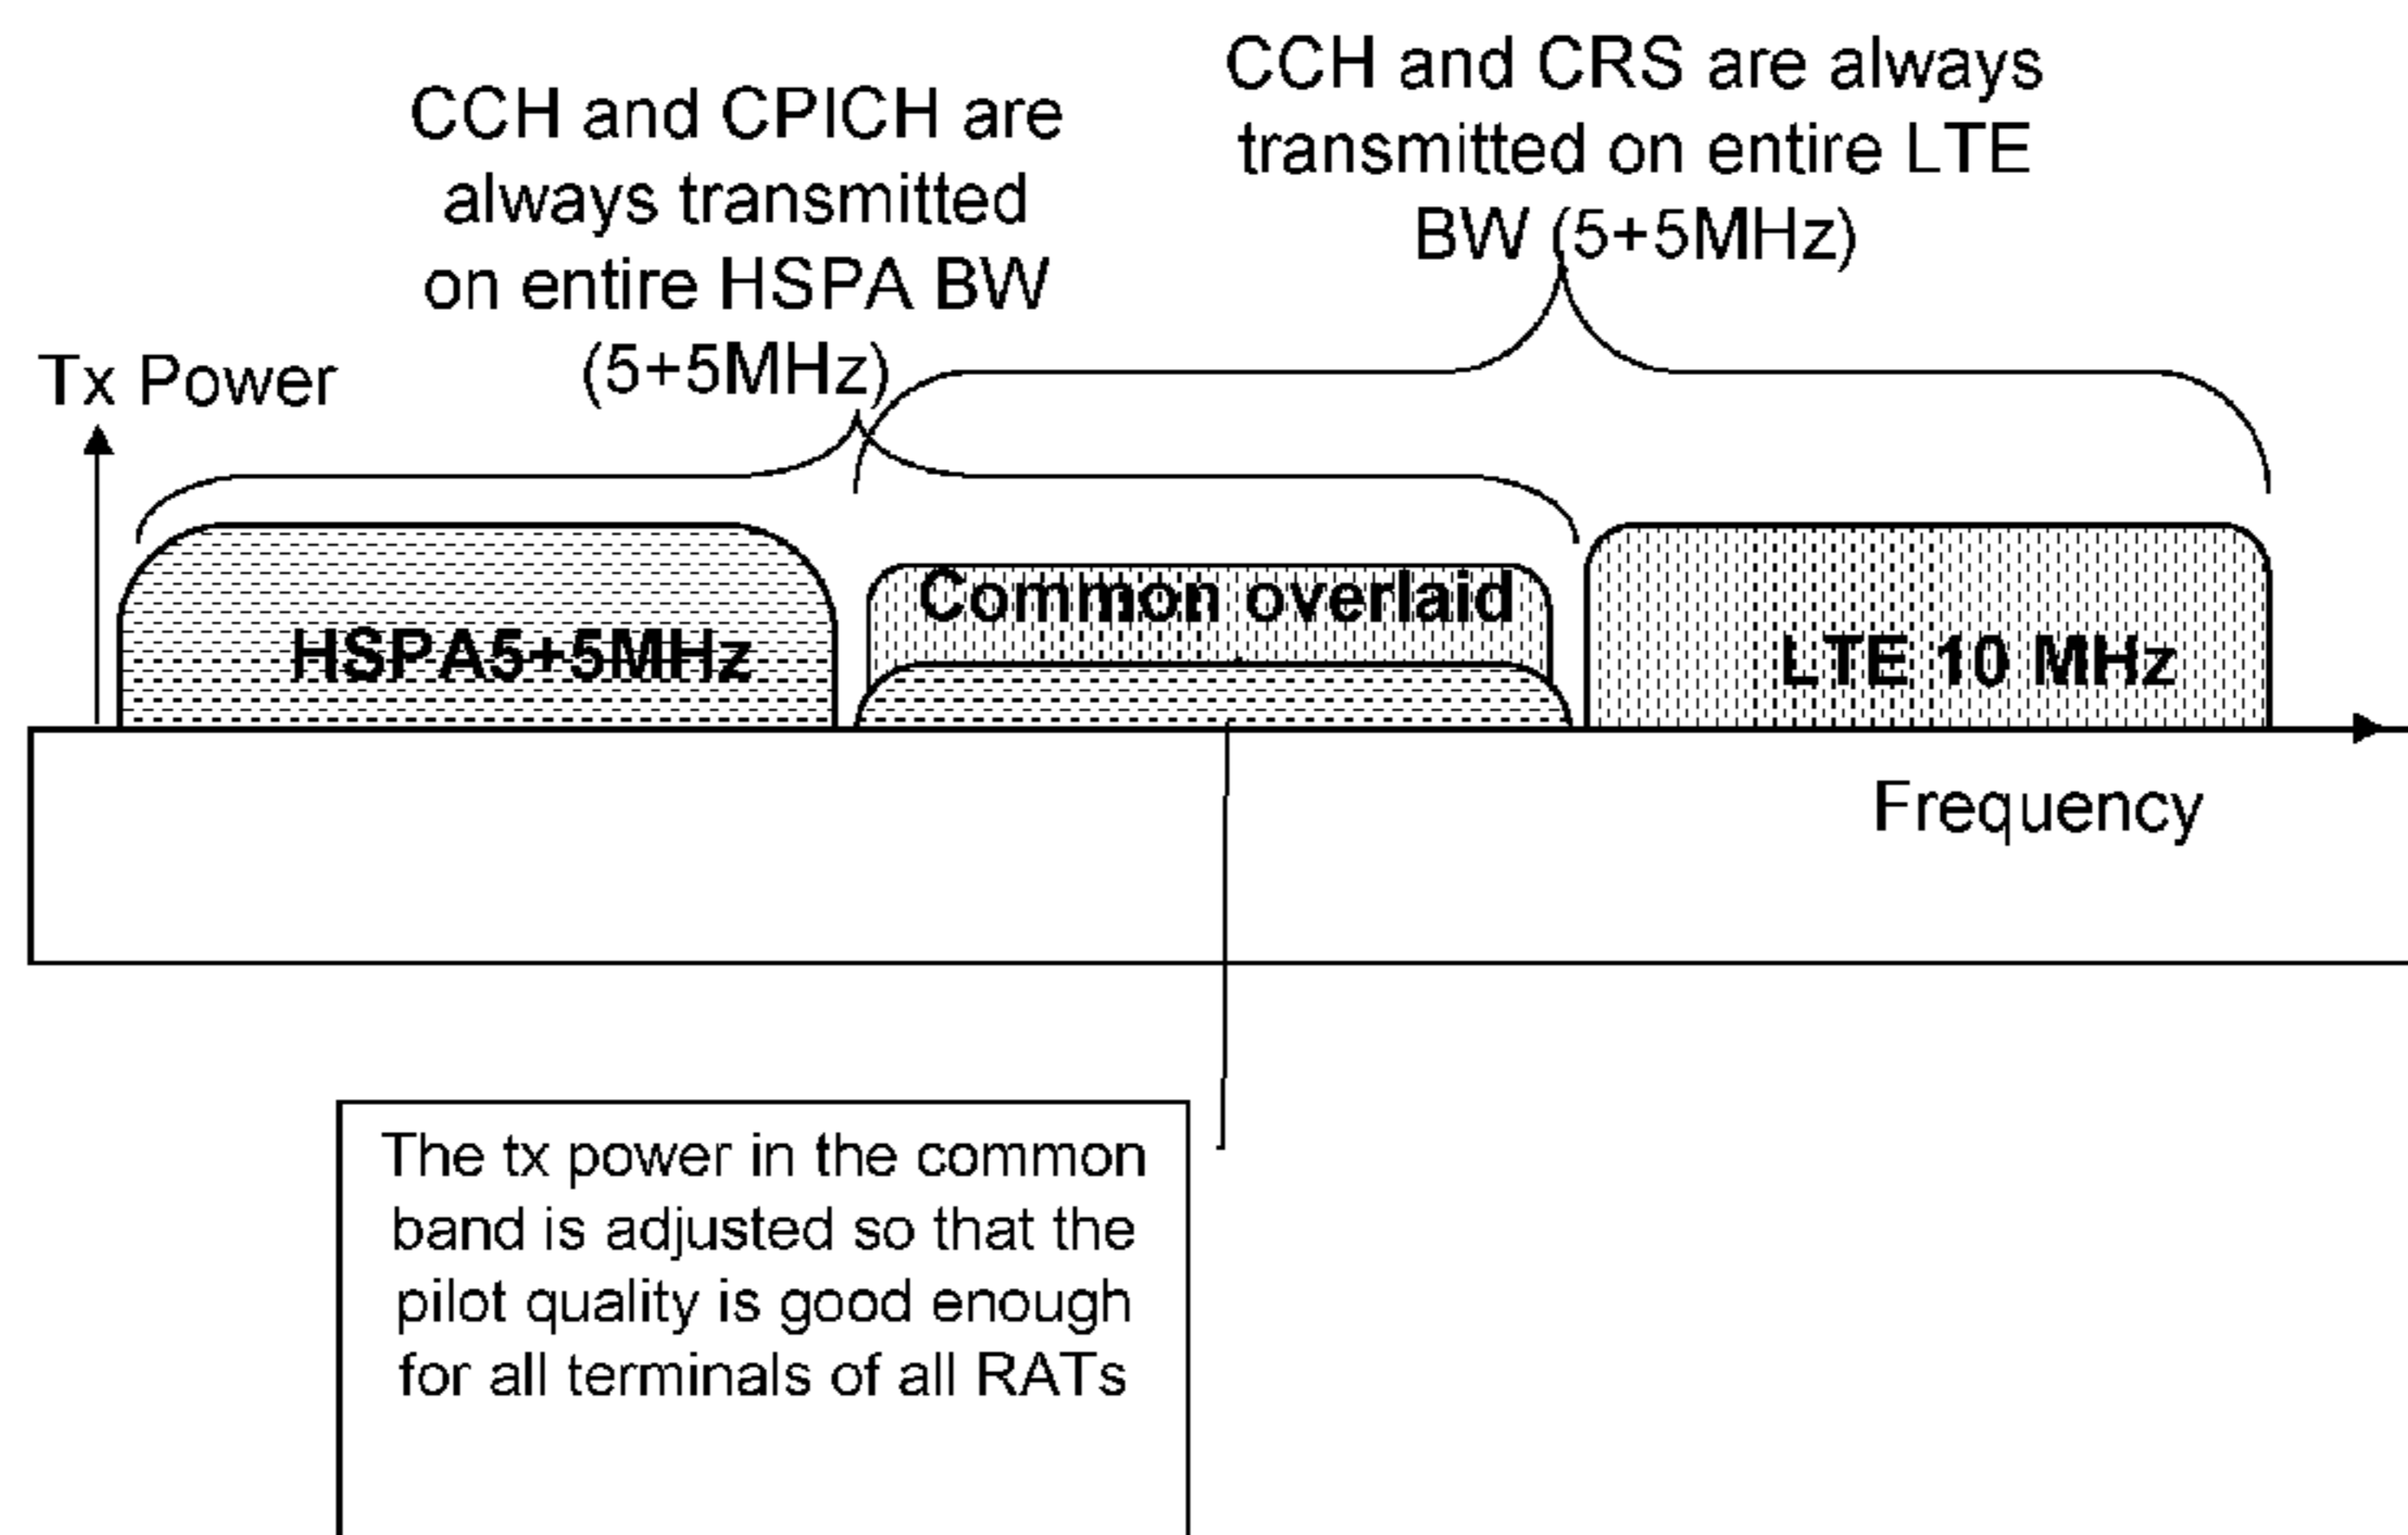 CCH and CPICH are
always transmitted
on entire HSPA BW
(5+5MHz)
CCH and CRS are always
transmitted on entire LTE
BW (5+5MHz)
Tx Power
HSPA5+5MHz
Common overlaid
LTE 10 MHz
Frequency
The tx power in the common
band is adjusted so that the
pilot quality is good enough
for all terminals of all RATs